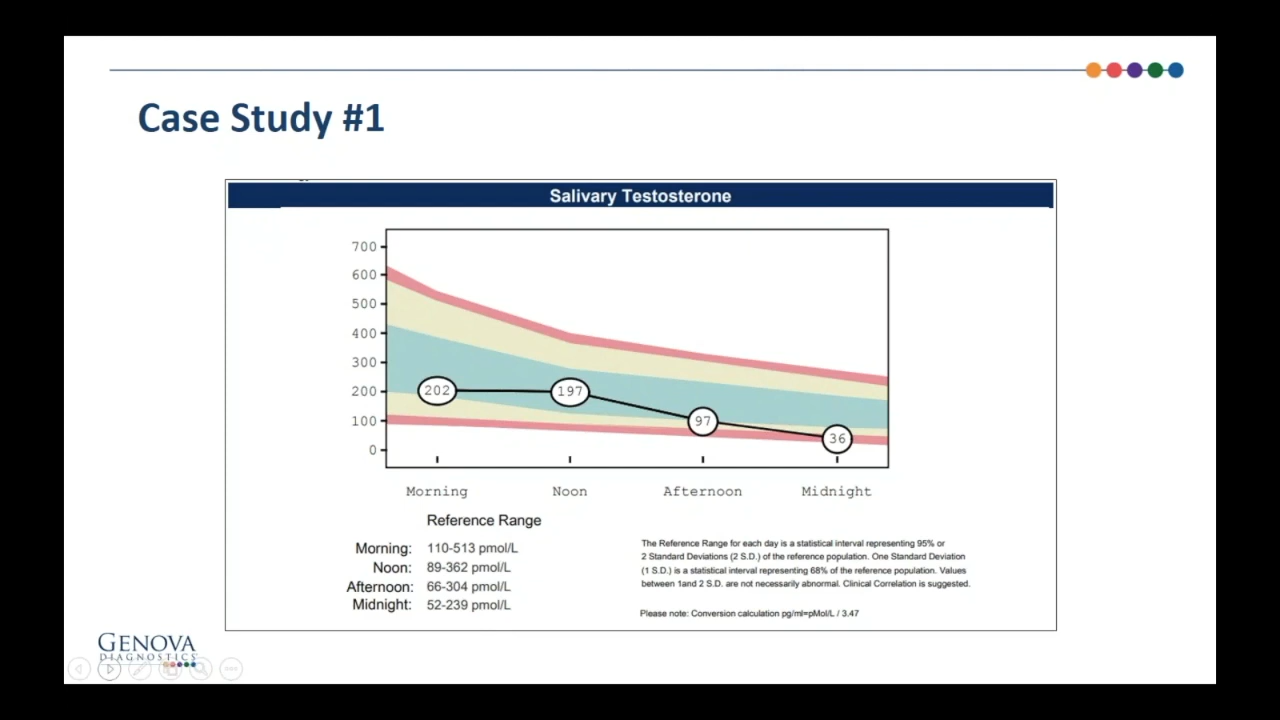 Case Study #1
Salivary Testosterone
700
600
500
400
300
200
100
0
202
197
97
36
Morning
Noon
Afternoon
Midnight
Reference Range
Morning: 110-513 pmol/L
Noon: 89-362 pmol/L
Afternoon: 66-304 pmol/L
Midnight: 52-239 pmol/L
The Reference Range for each day is a statistical interval representing 95% or
2 Standard Deviations (2 S.D.) of the reference population. One Standard Deviation
(1 S.D.) is a statistical interval representing 68% of the reference population. Values
between 1and 2 S.D. are not necessarily abnormal. Clinical Correlation is suggested.
Please note: Conversion calculation pg/ml=pMol/L / 3.47
GENOVA
DIAGNOSTICS